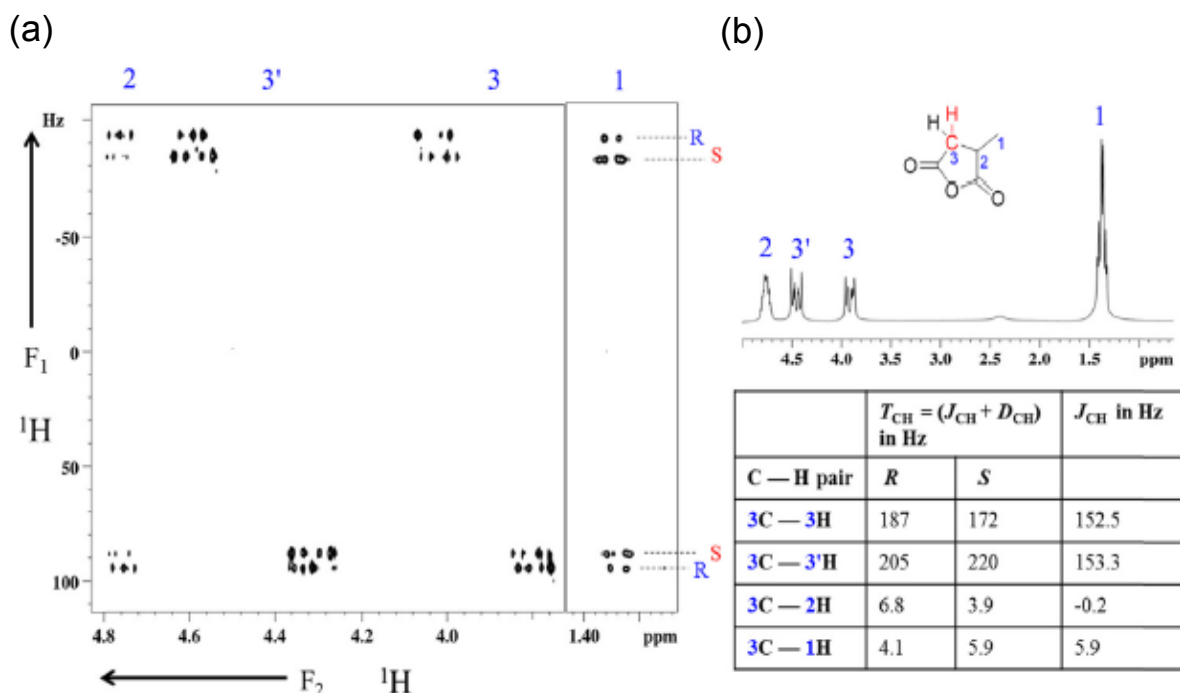 (a)
2 3' 3 1
Hz
R
S
-50
0
F1
1H
50
S
R
100
4.8 4.6 4.4 4.2 4.0 1.40 ppm
F2 1H
(b)
H
H
1
3
2
O
O
O
1
2 3' 3
4.5 4.0 3.5 3.0 2.5 2.0 1.5 ppm
TCH = (JCH + DCH) in Hz JCH in Hz
C — H pair R S
3C — 3H 187 172 152.5
3C — 3'H 205 220 153.3
3C — 2H 6.8 3.9 -0.2
3C — 1H 4.1 5.9 5.9